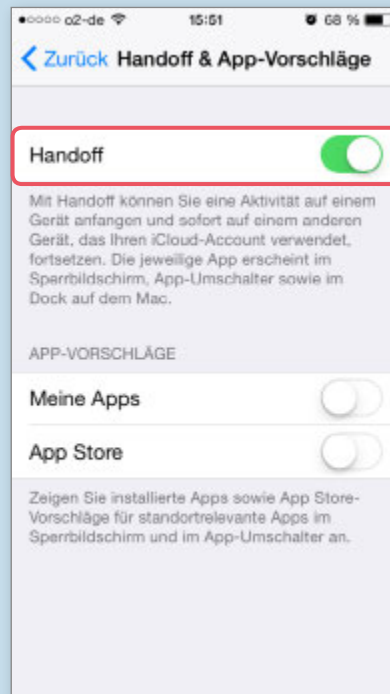 o2-de 15:51 68 %
Zurück Handoff & App-Vorschläge
Handoff
Mit Handoff können Sie eine Aktivität auf einem
Gerät anfangen und sofort auf einem anderen
Gerät, das Ihren iCloud-Account verwendet,
fortsetzen. Die jeweilige App erscheint im
Sperrbildschirm, App-Umschalter sowie im
Dock auf dem Mac.
APP-VORSCHLÄGE
Meine Apps
App Store
Zeigen Sie installierte Apps sowie App Store-
Vorschläge für standortrelevante Apps im
Sperrbildschirm und im App-Umschalter an.